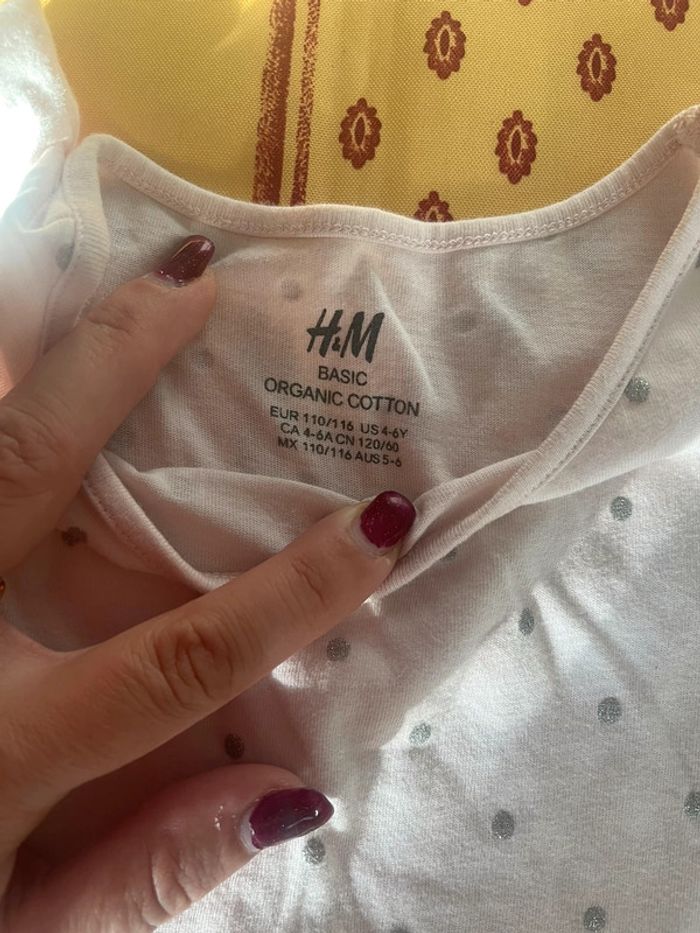 H&M
BASIC
ORGANIC COTTON
EUR 110/116 US 4-6Y
CA 4-6A CN 120/60
MX 110/116 AUS 5-6